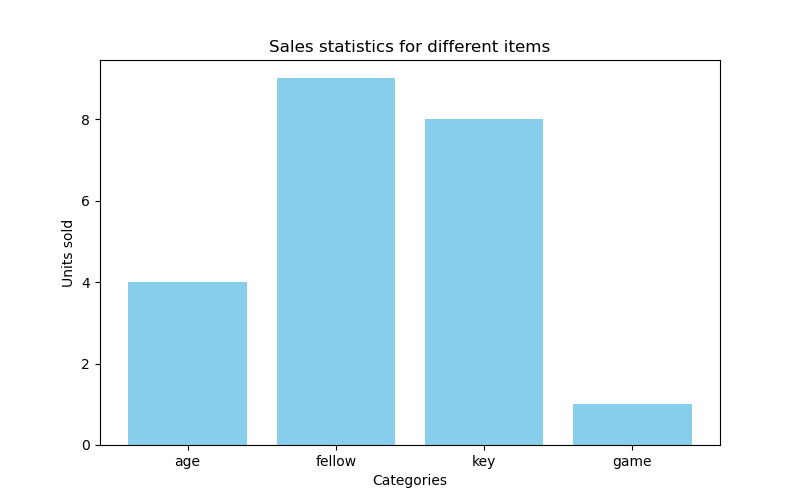 Sales statistics for different items
Units sold
8
6
4
2
0
age fellow key game
Categories